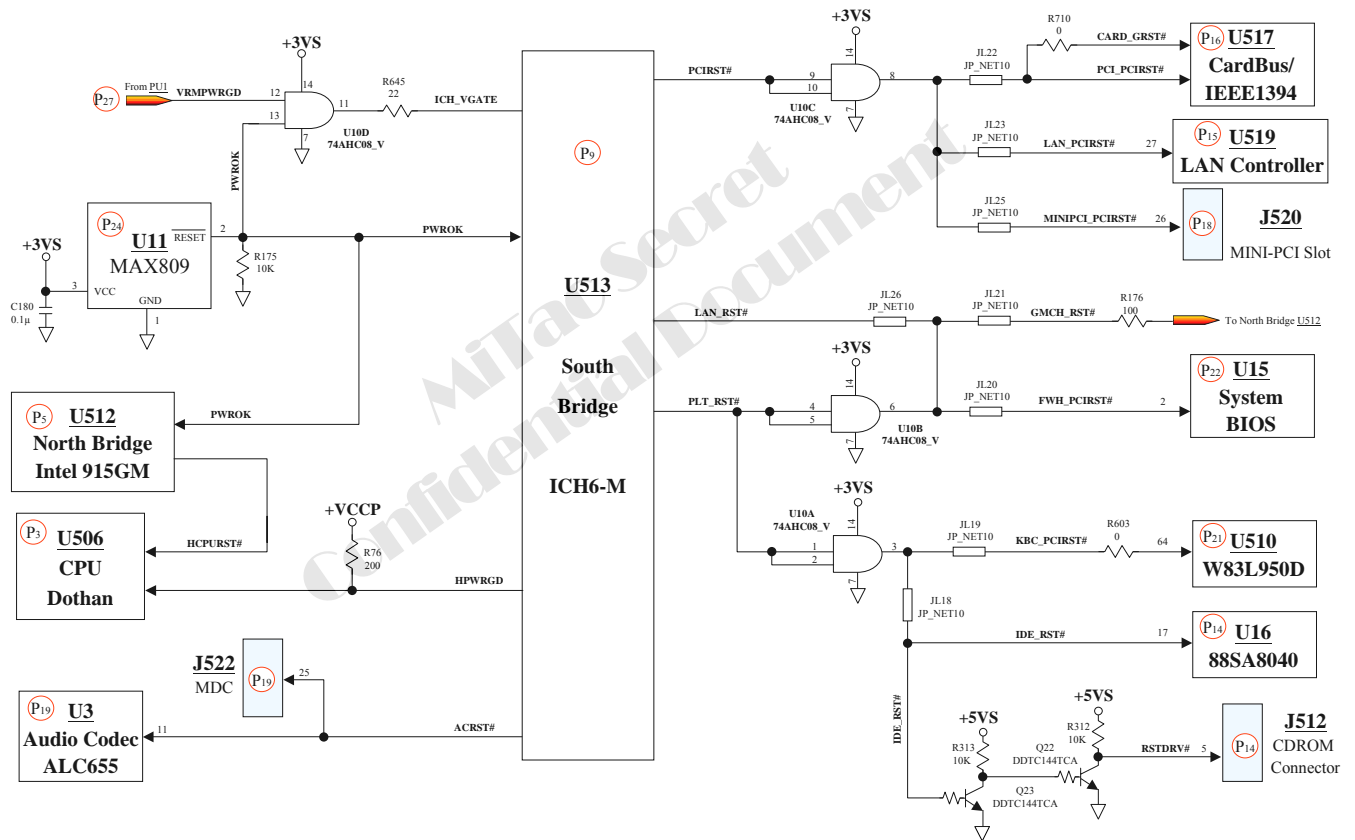 +3VS
14
From PU1
P27
VRMPWRGD
12
13
11
7
R645
22
ICH_VGATE
U10D
74AHC08_V
PWROK
P24
U11
MAX809
RESET
2
VCC
3
GND
1
+3VS
C180
0.1µ
R175
10K
PWROK
P5
U512
North Bridge
Intel 915GM
PWROK
P3
U506
CPU
Dothan
HCPURST#
+VCCP
R76
200
HPWRGD
J522
MDC
P19
25
P19
U3
Audio Codec
ALC655
11
ACRST#
P9
U513
South
Bridge
ICH6-M
PCIRST#
+3VS
14
9
10
8
7
U10C
74AHC08_V
JL22
JP_NET10
R710
0
CARD_GRST#
PCI_PCIRST#
P16
U517
CardBus/
IEEE1394
JL23
JP_NET10
LAN_PCIRST#
27
P15
U519
LAN Controller
JL25
JP_NET10
MINIPCI_PCIRST#
26
P18
J520
MINI-PCI Slot
LAN_RST#
JL26
JP_NET10
JL21
JP_NET10
GMCH_RST#
R176
100
To North Bridge U512
PLT_RST#
+3VS
14
4
5
6
7
U10B
74AHC08_V
JL20
JP_NET10
FWH_PCIRST#
2
P22
U15
System
BIOS
+3VS
14
U10A
74AHC08_V
1
2
3
7
JL19
JP_NET10
KBC_PCIRST#
R603
0
64
P21
U510
W83L950D
JL18
JP_NET10
IDE_RST#
17
P14
U16
88SA8040
IDE_RST#
+5VS
R313
10K
Q23
DDTC144TCA
+5VS
R312
10K
Q22
DDTC144TCA
RSTDRV#
5
P14
J512
CDROM
Connector
MiTac Secret
Confidential Document